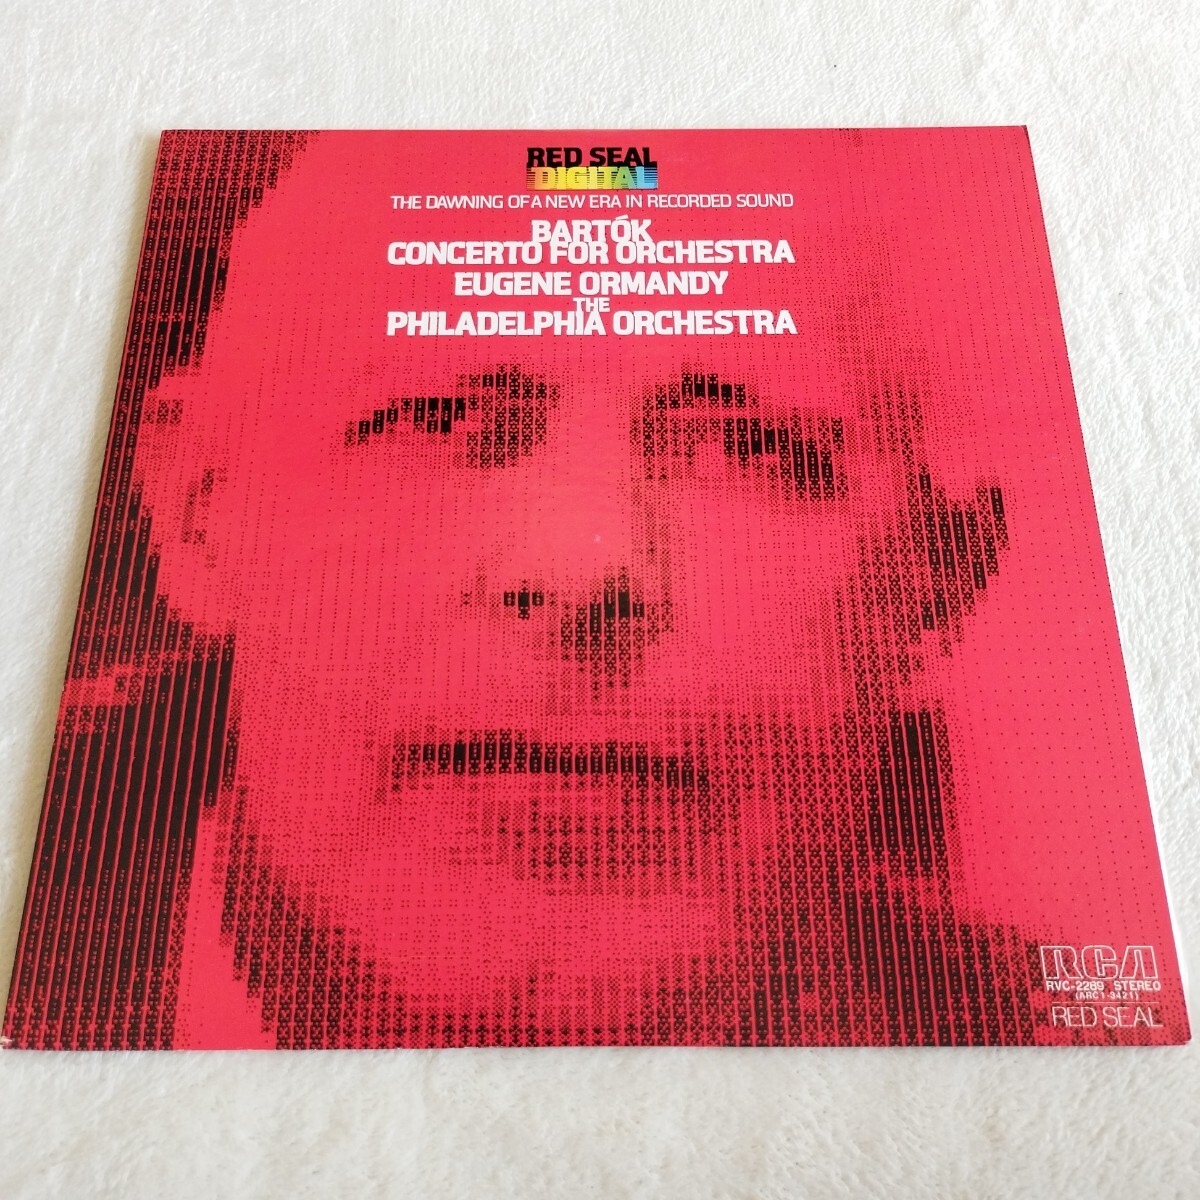 RED SEAL
DIGITAL
THE DAWNING OF A NEW ERA IN RECORDED SOUND
BARTÓK
CONCERTO FOR ORCHESTRA
EUGENE ORMANDY
THE
PHILADELPHIA ORCHESTRA
RCA
RVC-2269 STEREO
(ARC1-3421)
RED SEAL